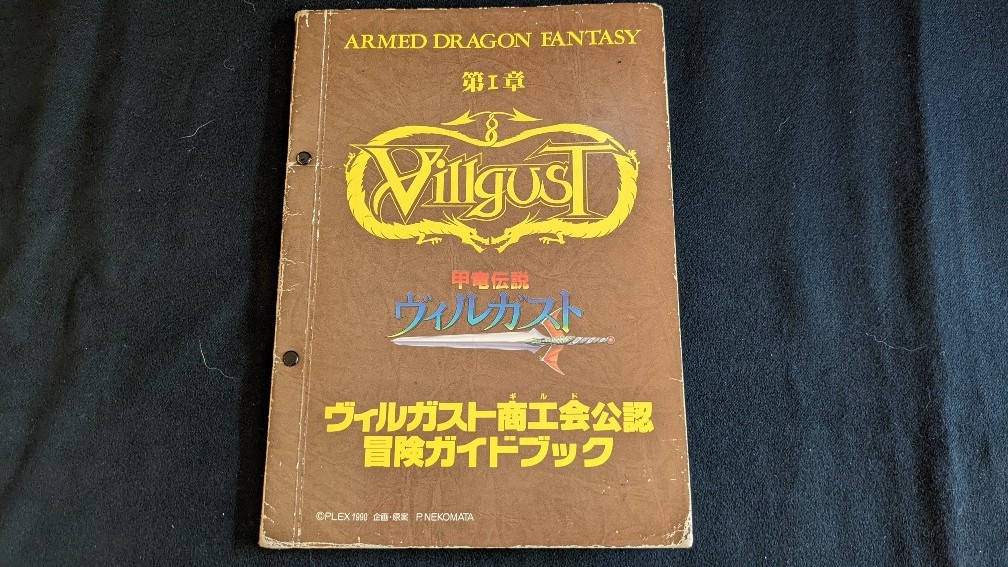 ARMED DRAGON FANTASY
第I章
Villgust
甲竜伝説
ヴィルガスト
ギルド
ヴィルガスト商工会公認
冒険ガイドブック
©PLEX 1990 企画・原案 P.NEKOMATA